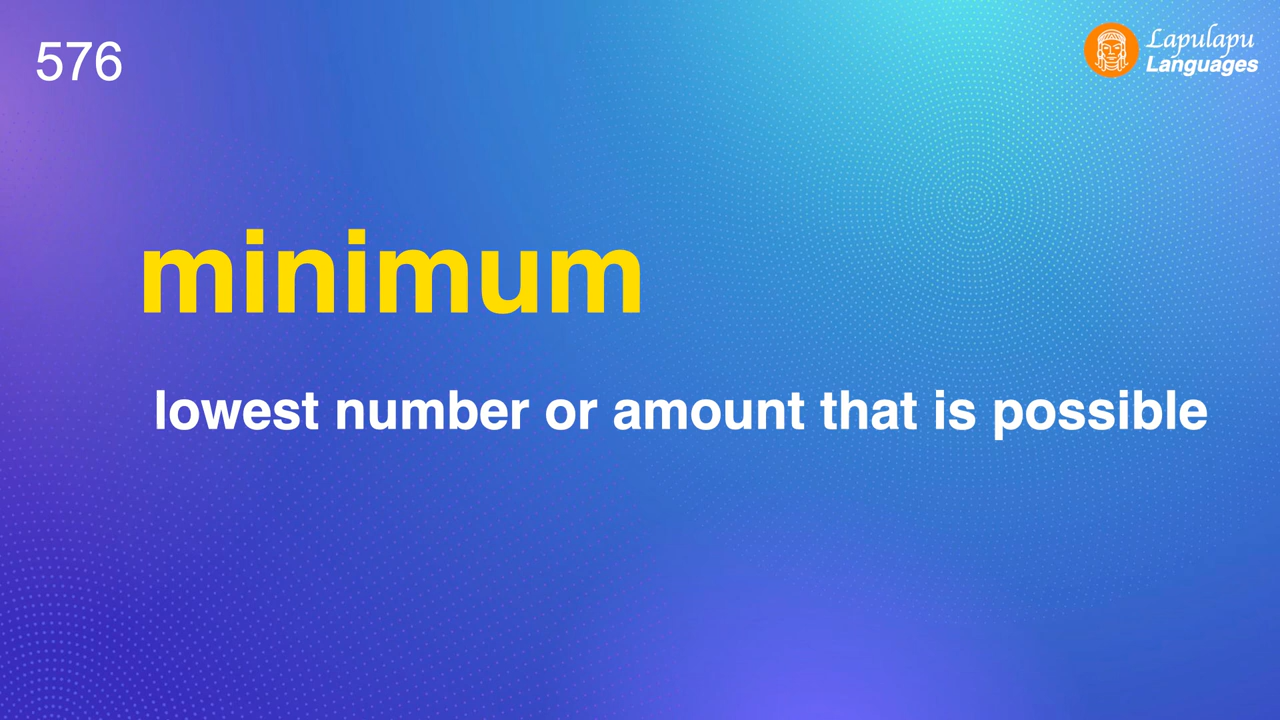 576
Lapulapu
Languages
minimum
lowest number or amount that is possible